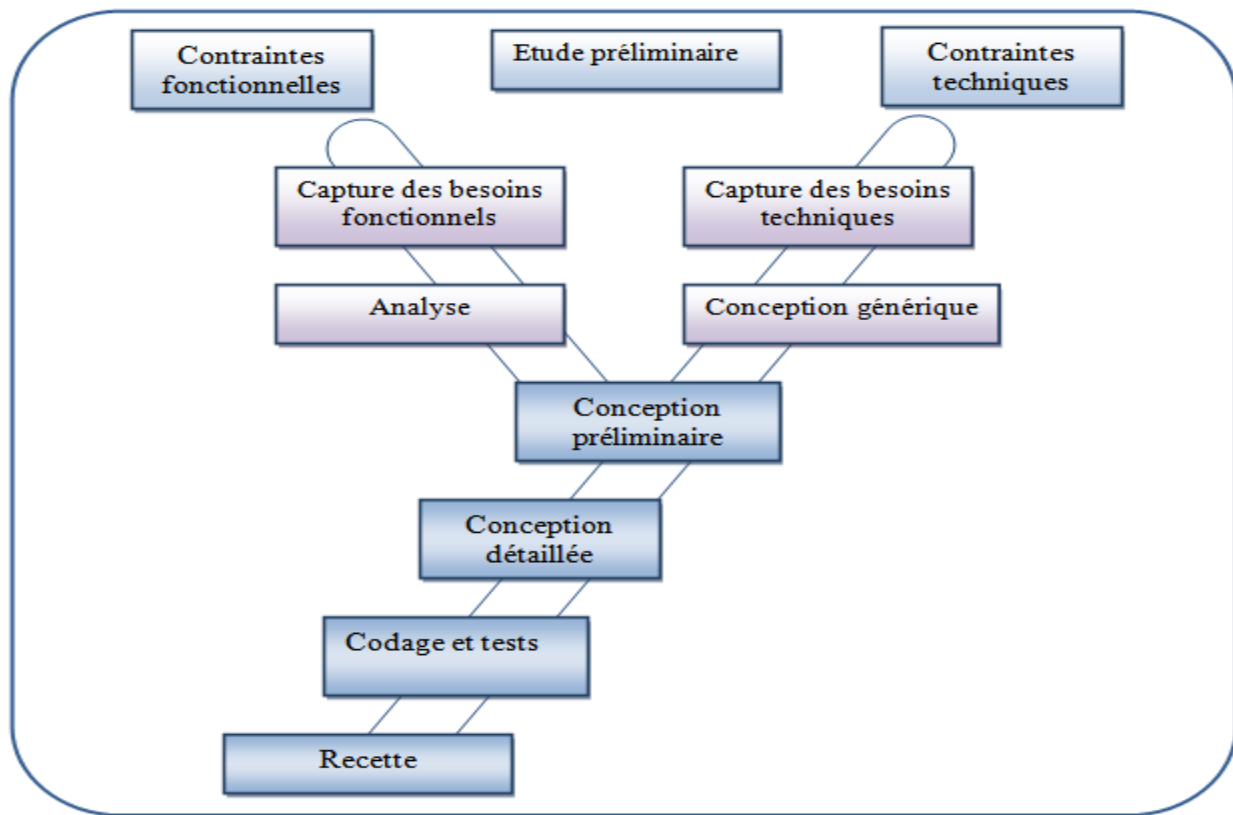 Contraintes
fonctionnelles
Etude préliminaire
Contraintes
techniques
Capture des besoins
fonctionnels
Capture des besoins
techniques
Analyse
Conception générique
Conception
préliminaire
Conception
détaillée
Codage et tests
Recette